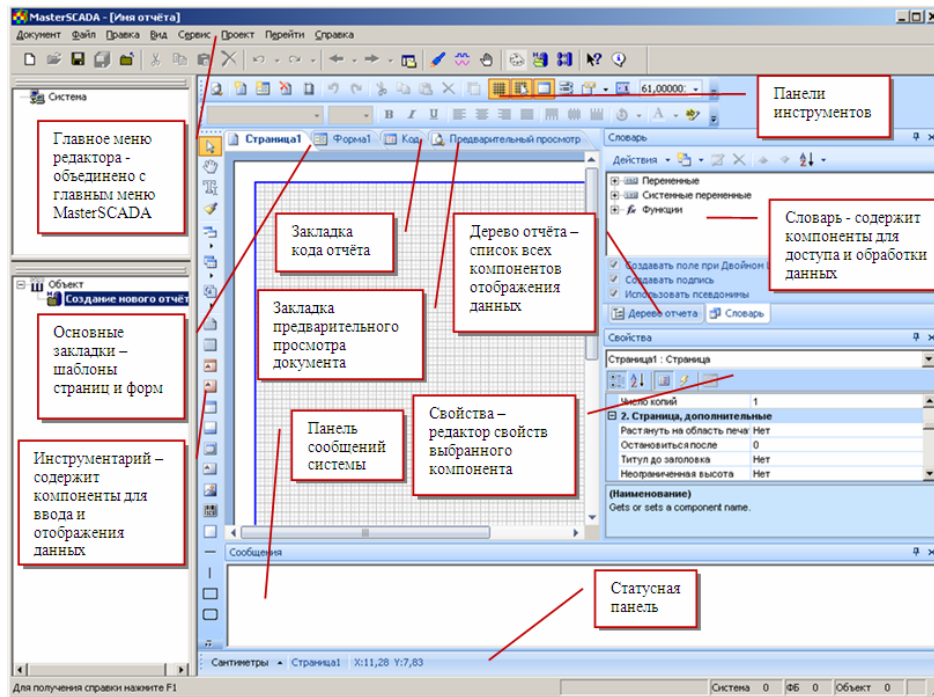 MasterSCADA - [Имя отчёта]
Документ Файл Правка Вид Сервис Проект Перейти Справка
61,00000
Система
Панели
инструментов
Главное меню
редактора -
объединено с
главным меню
MasterSCADA
B I U
Страница1 Форма1 Код Предварительный просмотр
Словарь
Действия
Переменные
Системные переменные
Функции
Словарь - содержит
компоненты для
доступа и обработки
данных
Закладка
кода отчёта
Дерево отчёта –
список всех
компонентов
отображения
данных
Создавать поле при Двойном
Создавать подпись
Использовать псевдонимы
Дерево отчета Словарь
Объект
Создание нового отчёт
Закладка
предварительного
просмотра
документа
Основные
закладки –
шаблоны
страниц и форм
Свойства
Страница1 : Страница
Число копий 1
2. Страница, дополнительные
Растянуть на область печат Нет
Остановиться после 0
Титул до заголовка Нет
Неограниченная высота Нет
(Наименование)
Gets or sets a component name.
Свойства –
редактор свойств
выбранного
компонента
Панель
сообщений
системы
Инструментарий –
содержит
компоненты для
ввода и
отображения
данных
Сообщения
Статусная
панель
Сантиметры Страница1 X:11,28 Y:7,83
Для получения справки нажмите F1
Система 0 ФБ 0 Объект 0